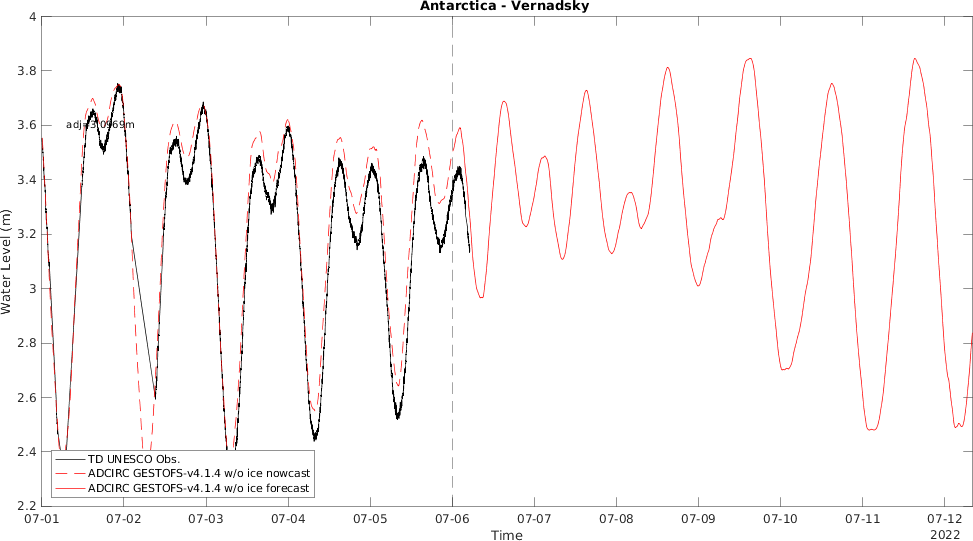 Antarctica - Vernadsky
4
3.8
3.6
3.4
3.2
3
2.8
2.6
2.4
2.2
Water Level (m)
adj=3.0969m
TD UNESCO Obs.
ADCIRC GESTOFS-v4.1.4 w/o ice nowcast
ADCIRC GESTOFS-v4.1.4 w/o ice forecast
07-01 07-02 07-03 07-04 07-05 07-06 07-07 07-08 07-09 07-10 07-11 07-12
Time
2022